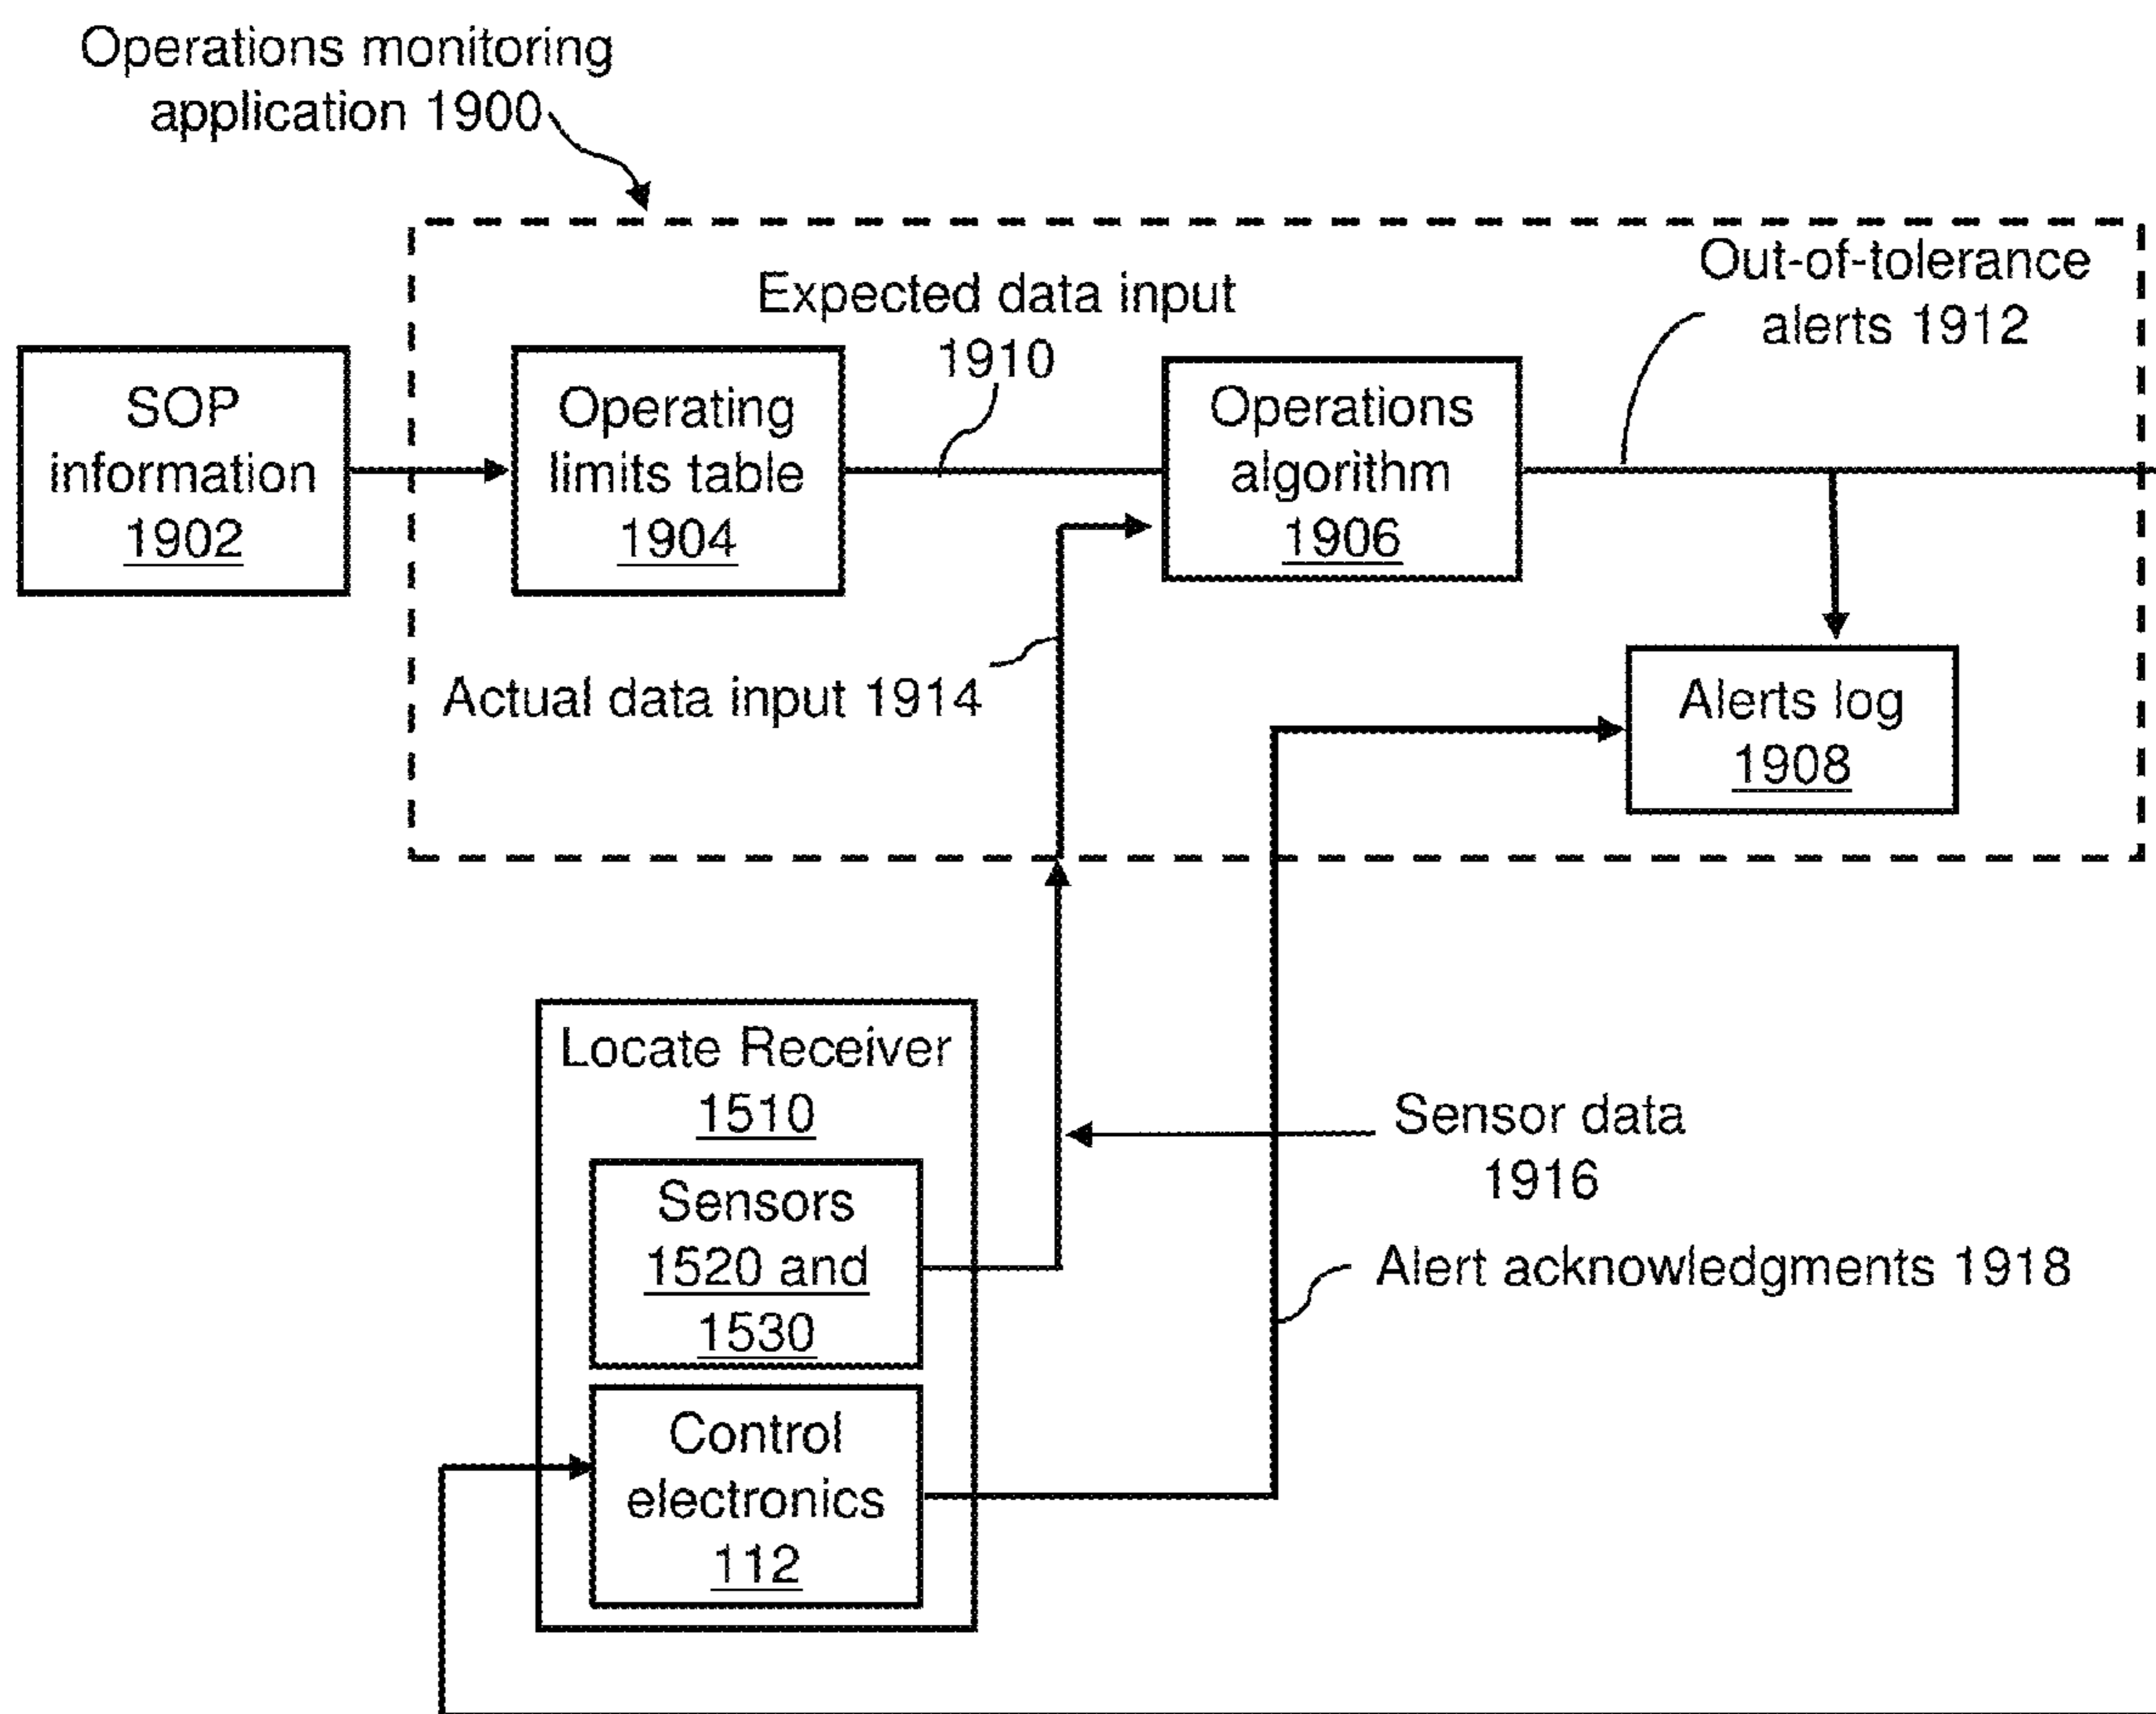 Operations monitoring
application 1900
Out-of-tolerance
alerts 1912
Expected data input
1910
SOP
information
1902
Operating
limits table
1904
Operations
algorithm
1906
Actual data input 1914
Alerts log
1908
Locate Receiver
1510
Sensors
1520 and
1530
Control
electronics
112
Sensor data
1916
Alert acknowledgments 1918